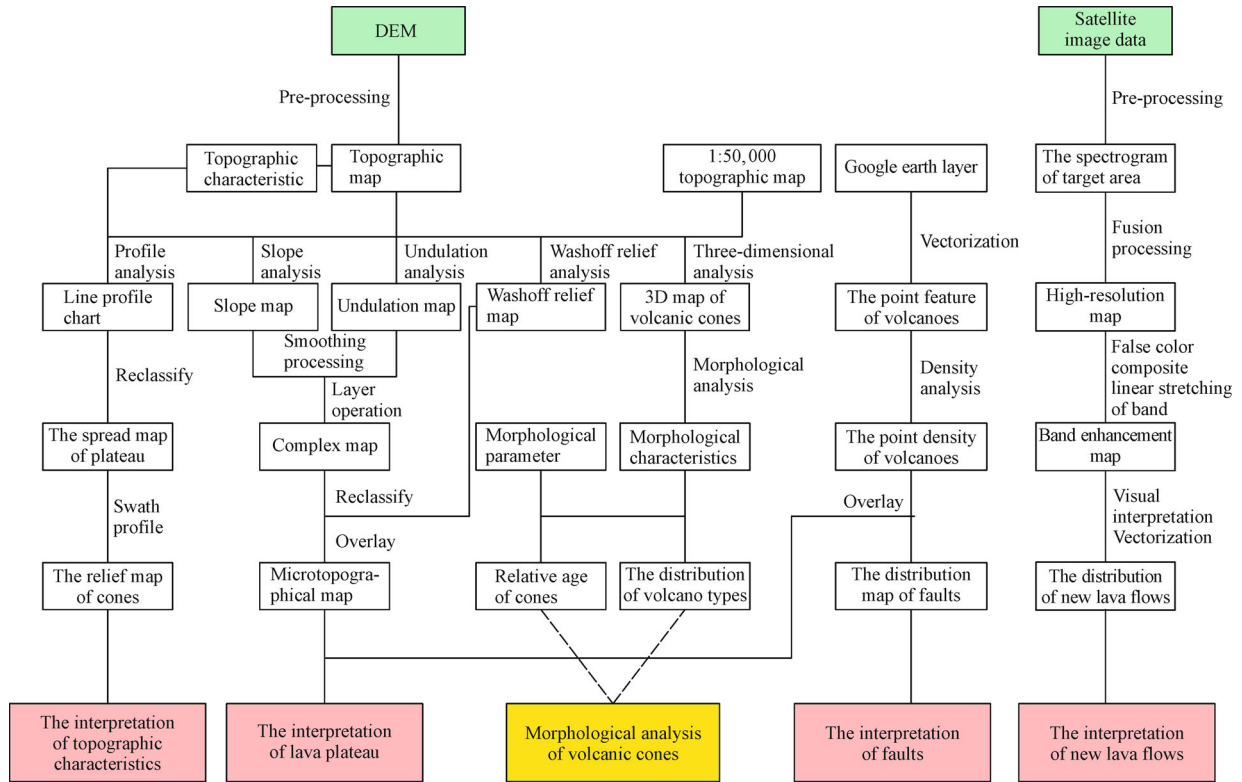 DEM
Satellite
image data
Pre-processing
Pre-processing
Topographic
characteristic
Topographic
map
1:50,000
topographic map
Google earth layer
The spectrogram
of target area
Profile
analysis
Slope
analysis
Undulation
analysis
Washoff relief
analysis
Three-dimensional
analysis
Vectorization
Fusion
processing
Line profile
chart
Slope map
Undulation map
Washoff relief
map
3D map of
volcanic cones
The point feature
of volcanoes
High-resolution
map
Smoothing
processing
Reclassify
Layer
operation
Morphological
analysis
Density
analysis
False color
composite
linear stretching
of band
The spread map
of plateau
Complex map
Morphological
parameter
Morphological
characteristics
The point density
of volcanoes
Band enhancement
map
Swath
profile
Reclassify
Overlay
Overlay
Visual
interpretation
Vectorization
The relief map
of cones
Microtopogra-
phical map
Relative age
of cones
The distribution
of volcano types
The distribution
map of faults
The distribution
of new lava flows
The interpretation
of topographic
characteristics
The interpretation
of lava plateau
Morphological analysis
of volcanic cones
The interpretation
of faults
The interpretation
of new lava flows